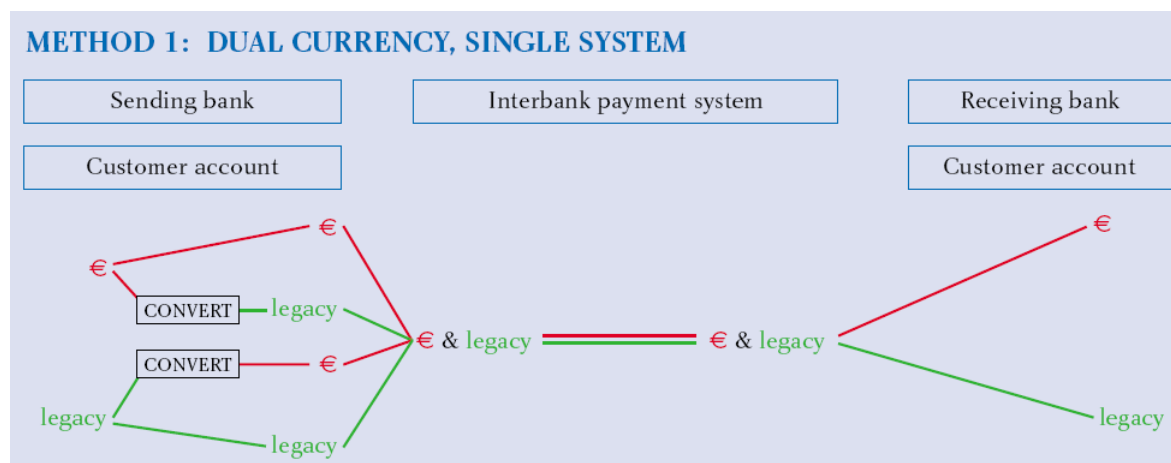 METHOD 1: DUAL CURRENCY, SINGLE SYSTEM
Sending bank Interbank payment system Receiving bank
Customer account Customer account
€ €
€
CONVERT legacy
€ & legacy € & legacy
CONVERT €
legacy legacy
legacy